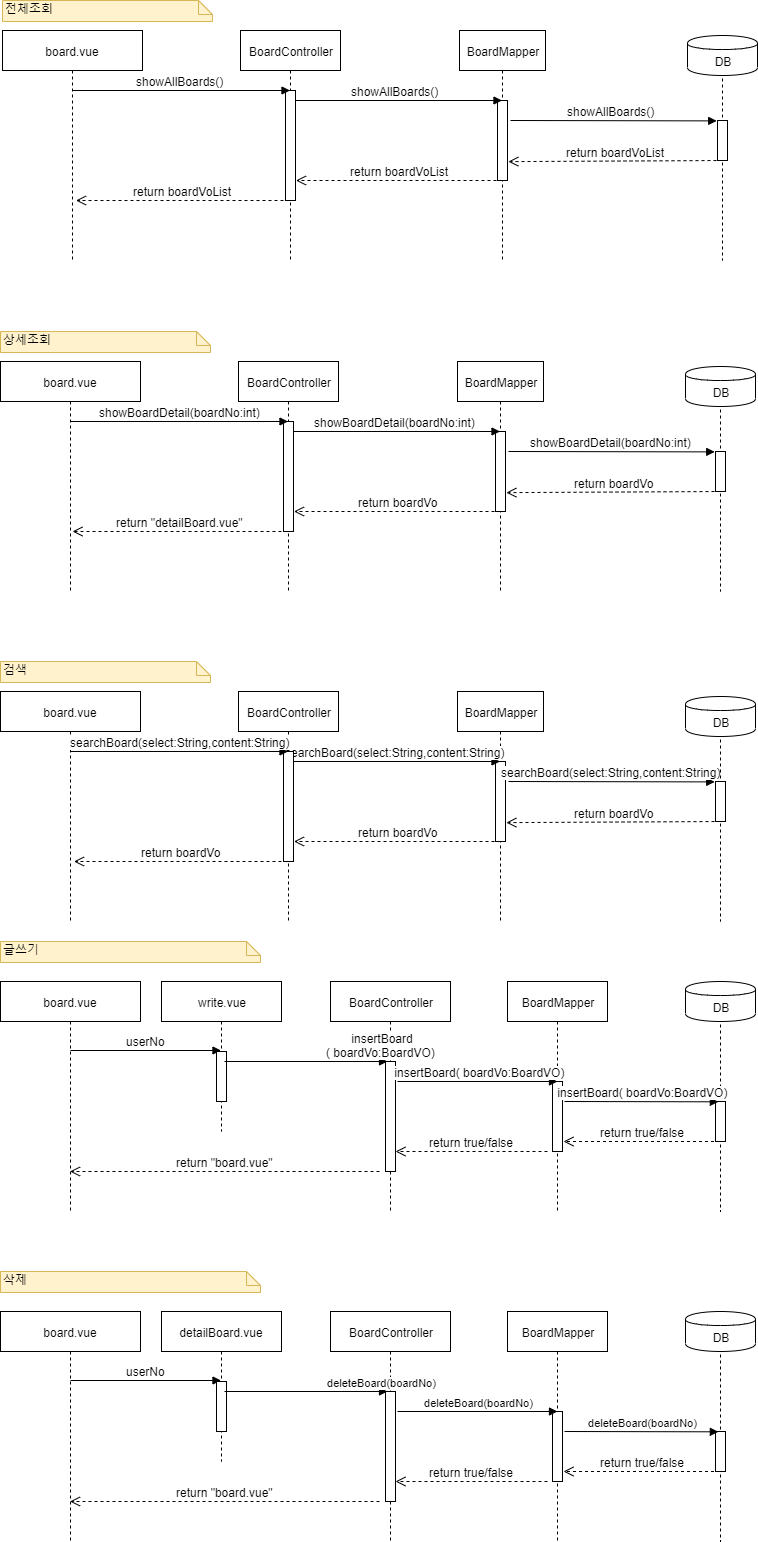 전체조회
board.vue
BoardController
BoardMapper
DB
showAllBoards()
showAllBoards()
showAllBoards()
return boardVoList
return boardVoList
return boardVoList
상세조회
board.vue
BoardController
BoardMapper
DB
showBoardDetail(boardNo:int)
showBoardDetail(boardNo:int)
showBoardDetail(boardNo:int)
return boardVo
return boardVo
return "detailBoard.vue"
검색
board.vue
BoardController
BoardMapper
DB
searchBoard(select:String,content:String)
earchBoard(select:String,content:String)
searchBoard(select:String,content:String)
return boardVo
return boardVo
return boardVo
글쓰기
board.vue
write.vue
BoardController
BoardMapper
DB
userNo
insertBoard
( boardVo:BoardVO)
insertBoard( boardVo:BoardVO)
insertBoard( boardVo:BoardVO)
return true/false
return true/false
return "board.vue"
삭제
board.vue
detailBoard.vue
BoardController
BoardMapper
DB
userNo
deleteBoard(boardNo)
deleteBoard(boardNo)
deleteBoard(boardNo)
return true/false
return true/false
return "board.vue"